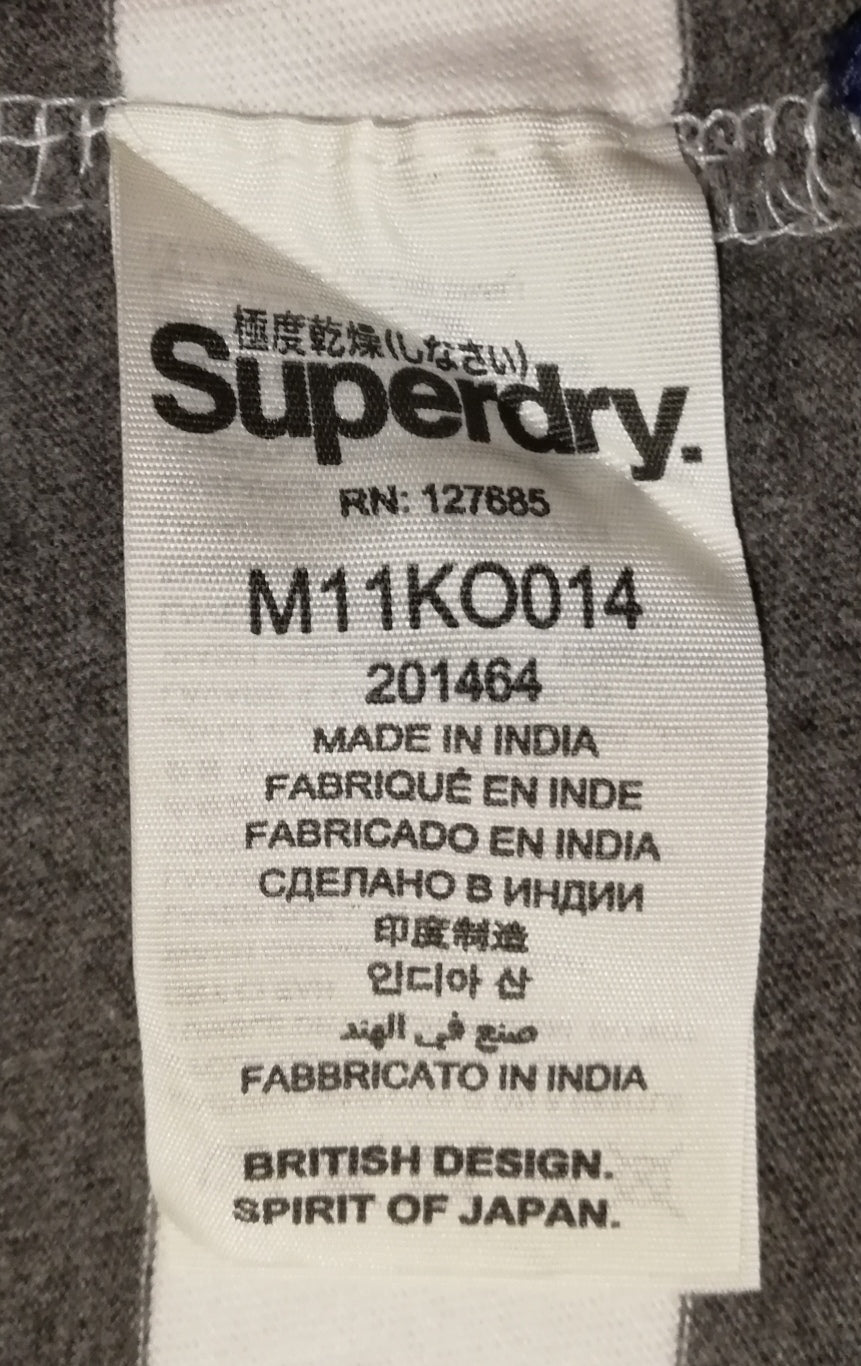 極度乾燥(しなさい)
Superdry.
RN: 127685
M11KO014
201464
MADE IN INDIA
FABRIQUÉ EN INDE
FABRICADO EN INDIA
СДЕЛАНО В ИНДИИ
印度制造
인디아 산
صنع في الهند
FABBRICATO IN INDIA
BRITISH DESIGN.
SPIRIT OF JAPAN.